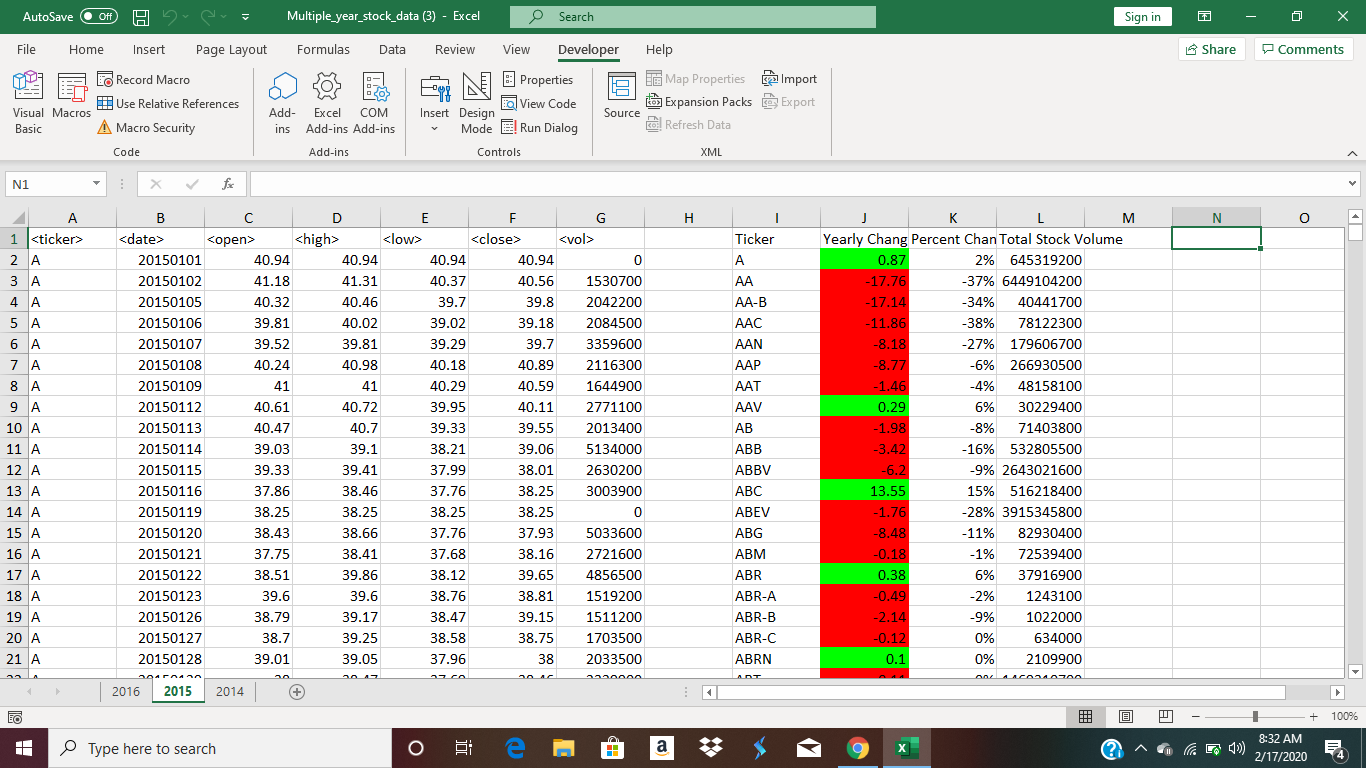 AutoSave Off Multiple_year_stock_data (3) - Excel Search Sign in
File Home Insert Page Layout Formulas Data Review View Developer Help Share Comments
Visual Basic
Macros
Record Macro
Use Relative References
Macro Security
Code
Add-ins
Excel Add-ins
COM Add-ins
Add-ins
Insert
Design Mode
Properties
View Code
Run Dialog
Controls
Source
Map Properties
Expansion Packs
Refresh Data
Import
Export
XML
N1 fx
A B C D E F G H I J K L M N O
1 <ticker> <date> <open> <high> <low> <close> <vol> Ticker Yearly Chang Percent Chan Total Stock Volume
2 A 20150101 40.94 40.94 40.94 40.94 0 A 0.87 2% 645319200
3 A 20150102 41.18 41.31 40.37 40.56 1530700 AA -17.76 -37% 6449104200
4 A 20150105 40.32 40.46 39.7 39.8 2042200 AA-B -17.14 -34% 40441700
5 A 20150106 39.81 40.02 39.02 39.18 2084500 AAC -11.86 -38% 78122300
6 A 20150107 39.52 39.81 39.29 39.7 3359600 AAN -8.18 -27% 179606700
7 A 20150108 40.24 40.98 40.18 40.89 2116300 AAP -8.77 -6% 266930500
8 A 20150109 41 41 40.29 40.59 1644900 AAT -1.46 -4% 48158100
9 A 20150112 40.61 40.72 39.95 40.11 2771100 AAV 0.29 6% 30229400
10 A 20150113 40.47 40.7 39.33 39.55 2013400 AB -1.98 -8% 71403800
11 A 20150114 39.03 39.1 38.21 39.06 5134000 ABB -3.42 -16% 532805500
12 A 20150115 39.33 39.41 37.99 38.01 2630200 ABBV -6.2 -9% 2643021600
13 A 20150116 37.86 38.46 37.76 38.25 3003900 ABC 13.55 15% 516218400
14 A 20150119 38.25 38.25 38.25 38.25 0 ABEV -1.76 -28% 3915345800
15 A 20150120 38.43 38.66 37.76 37.93 5033600 ABG -8.48 -11% 82930400
16 A 20150121 37.75 38.41 37.68 38.16 2721600 ABM -0.18 -1% 72539400
17 A 20150122 38.51 39.86 38.12 39.65 4856500 ABR 0.38 6% 37916900
18 A 20150123 39.6 39.6 38.76 38.81 1519200 ABR-A -0.49 -2% 1243100
19 A 20150126 38.79 39.17 38.47 39.15 1511200 ABR-B -2.14 -9% 1022000
20 A 20150127 38.7 39.25 38.58 38.75 1703500 ABR-C -0.12 0% 634000
21 A 20150128 39.01 39.05 37.96 38 2033500 ABRN 0.1 0% 2109900
2016 2015 2014
100%
Type here to search
8:32 AM
2/17/2020
4